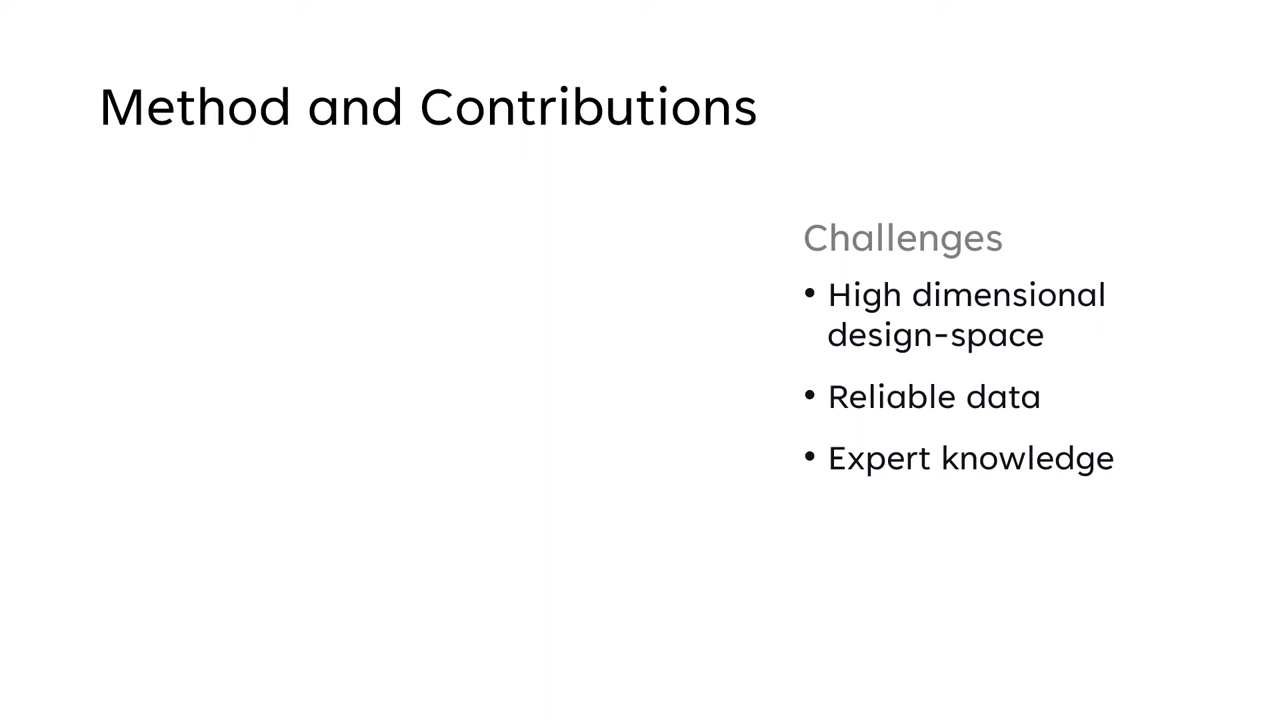 Method and Contributions
Challenges
• High dimensional
design-space
• Reliable data
• Expert knowledge